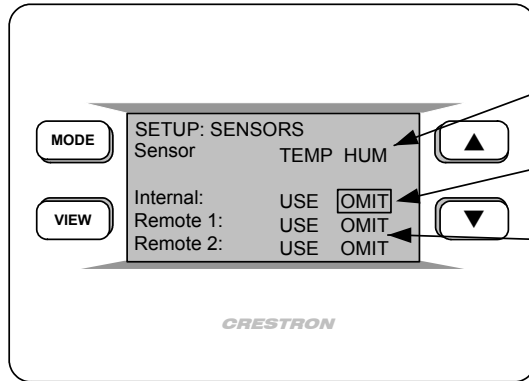 SETUP: SENSORS
MODE
Sensor TEMP HUM
▲
Internal: USE OMIT
VIEW
Remote 1: USE OMIT
▼
Remote 2: USE OMIT
CRESTRON